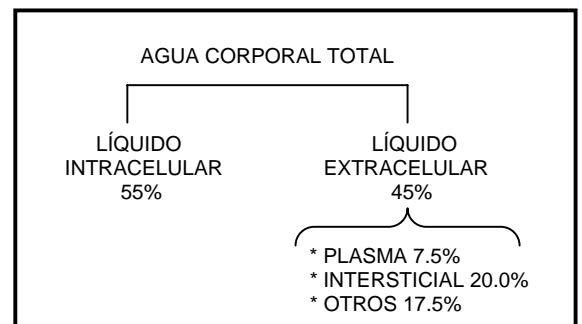 AGUA CORPORAL TOTAL
LÍQUIDO
INTRACELULAR
55%
LÍQUIDO
EXTRACELULAR
45%
* PLASMA 7.5%
* INTERSTICIAL 20.0%
* OTROS 17.5%